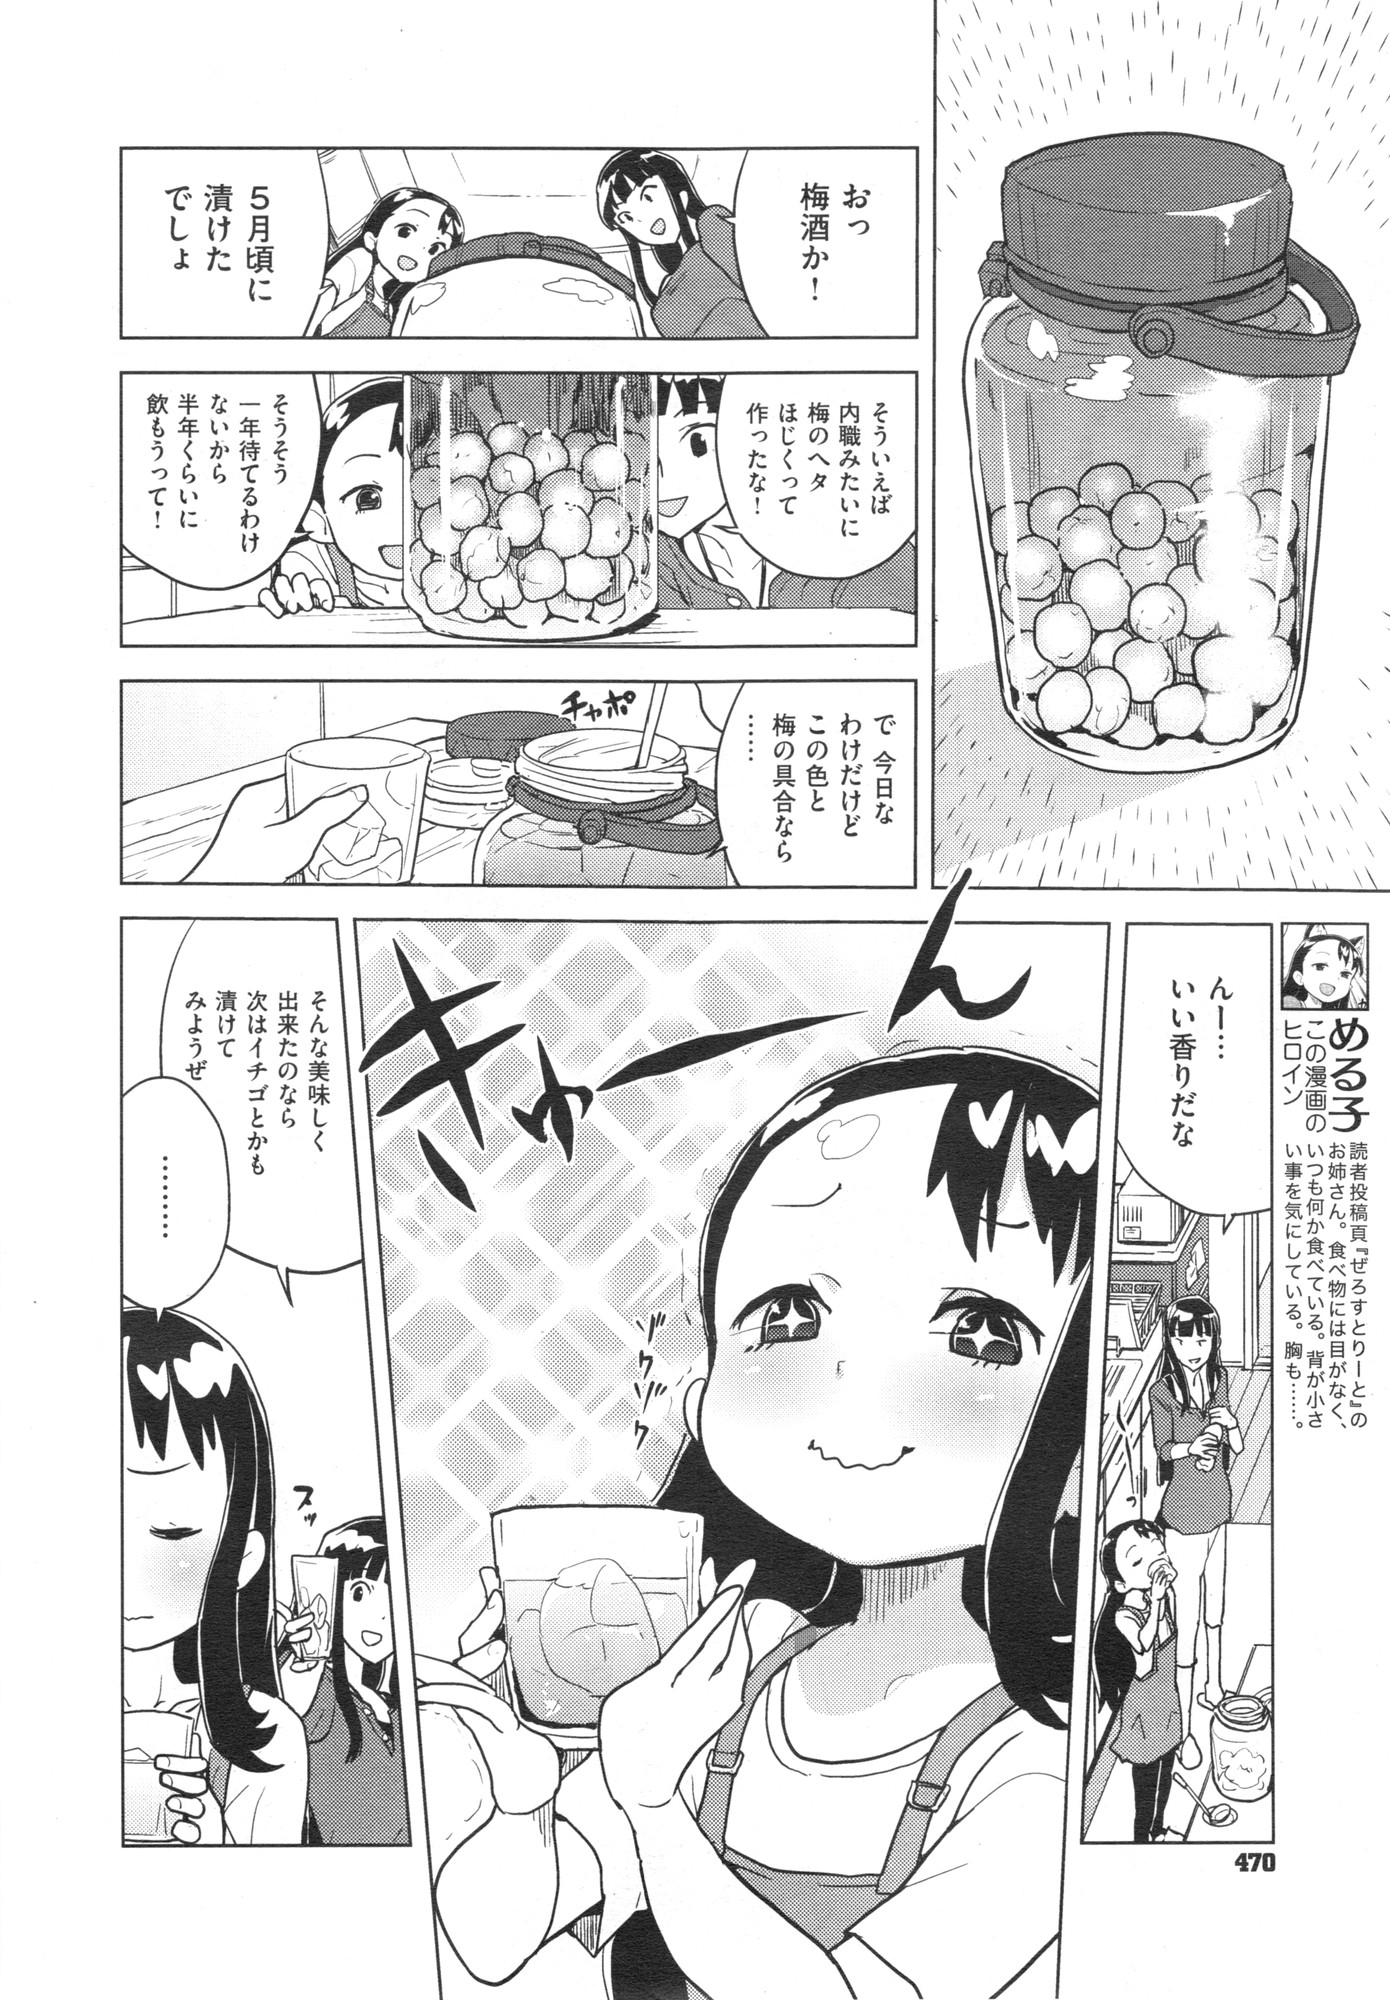 おっ
梅酒か！
5月頃に
漬けた
でしょ
そういえば
内職みたいに
梅のヘタ
ほじくって
作ったな！
そうそう
一年待てるわけ
ないから
半年くらいに
飲もうって！
で 今日な
わけだけど
この色と
梅の具合なら
……
チャポ
んー…
いい香りだな
んーっ
キュー
そんな美味しく
出来たのなら
次はイチゴとかも
漬けて
みようぜ
………
スッ
める子
この漫画の
ヒロイン
読者投稿頁『ぜろすとりーと』の
お姉さん。食べ物には目がなく、
いつも何か食べている。背が小さ
い事を気にしている。胸も……。
470